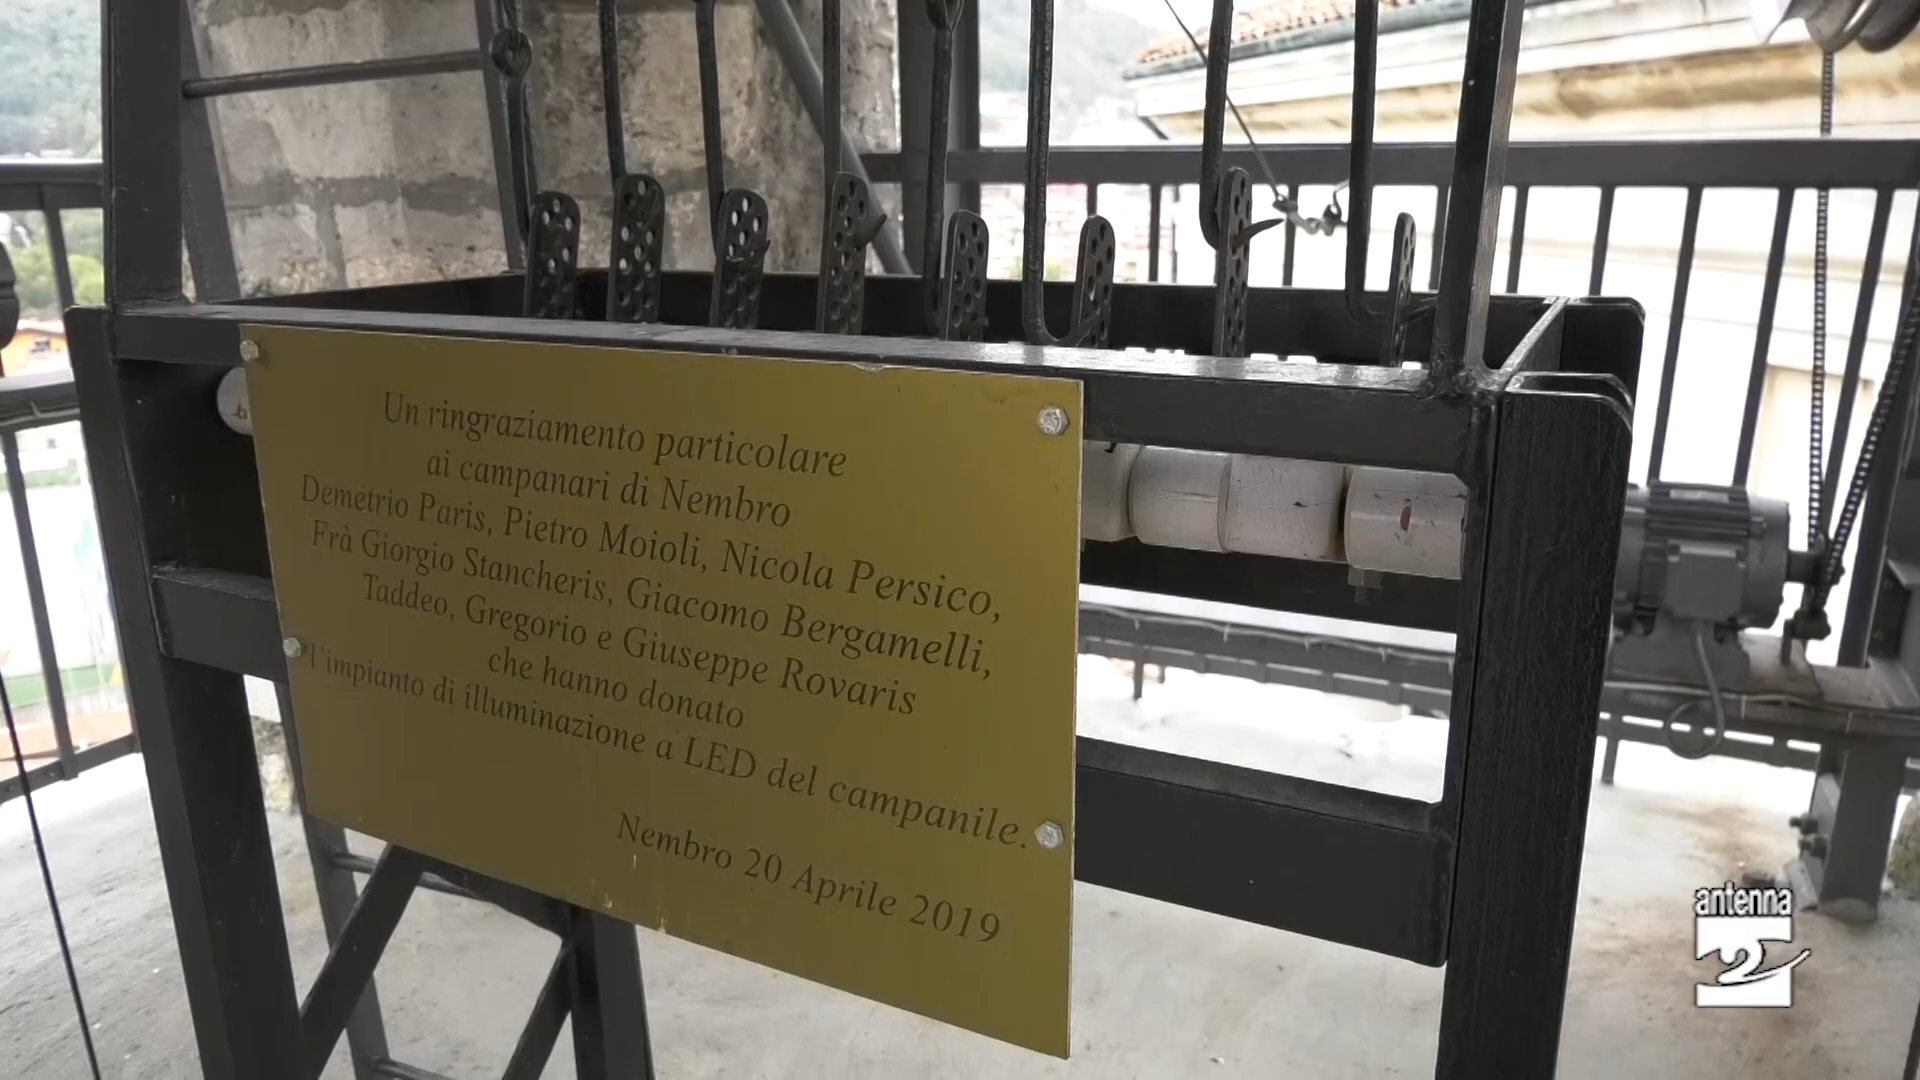 Un ringraziamento particolare
ai campanari di Nembro
Demetrio Paris, Pietro Moioli, Nicola Persico,
Frà Giorgio Stancheris, Giacomo Bergamelli,
Taddeo, Gregorio e Giuseppe Rovaris
che hanno donato
l'impianto di illuminazione a LED del campanile.
Nembro 20 Aprile 2019
antenna
2